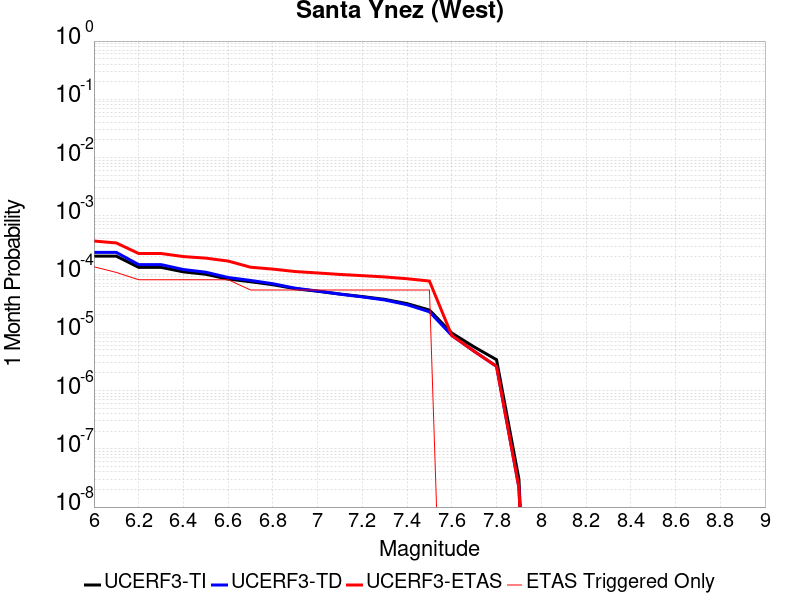 Santa Ynez (West)
10^0
10^-1
10^-2
10^-3
10^-4
10^-5
10^-6
10^-7
10^-8
1 Month Probability
6 6.2 6.4 6.6 6.8 7 7.2 7.4 7.6 7.8 8 8.2 8.4 8.6 8.8 9
Magnitude
UCERF3-TI UCERF3-TD UCERF3-ETAS ETAS Triggered Only